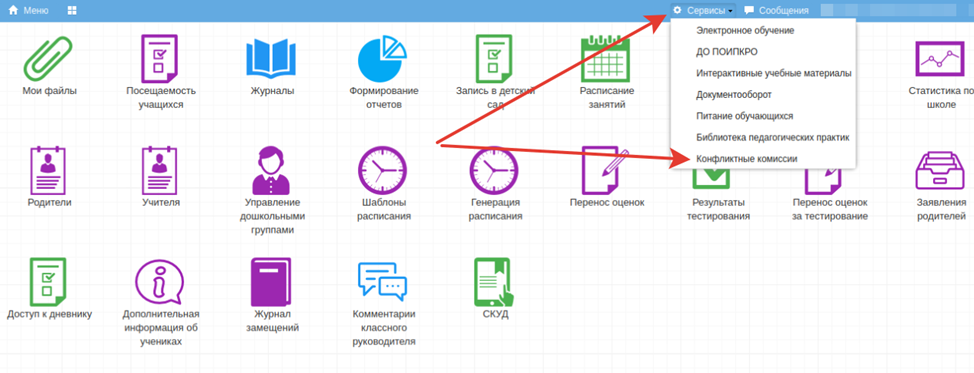 Меню
Сервисы
Сообщения
Электронное обучение
ДО ПОИПКРО
Интерактивные учебные материалы
Документооборот
Питание обучающихся
Библиотека педагогических практик
Конфликтные комиссии
Мои файлы
Посещаемость
учащихся
Журналы
Формирование
отчетов
Запись в детский
сад
Расписание
занятий
Статистика по
школе
Родители
Учителя
Управление
дошкольными
группами
Шаблоны
расписания
Генерация
расписания
Перенос оценок
Результаты
тестирования
Перенос оценок
за тестирование
Заявления
родителей
Доступ к дневнику
Дополнительная
информация об
учениках
Журнал
замещений
Комментарии
классного
руководителя
СКУД